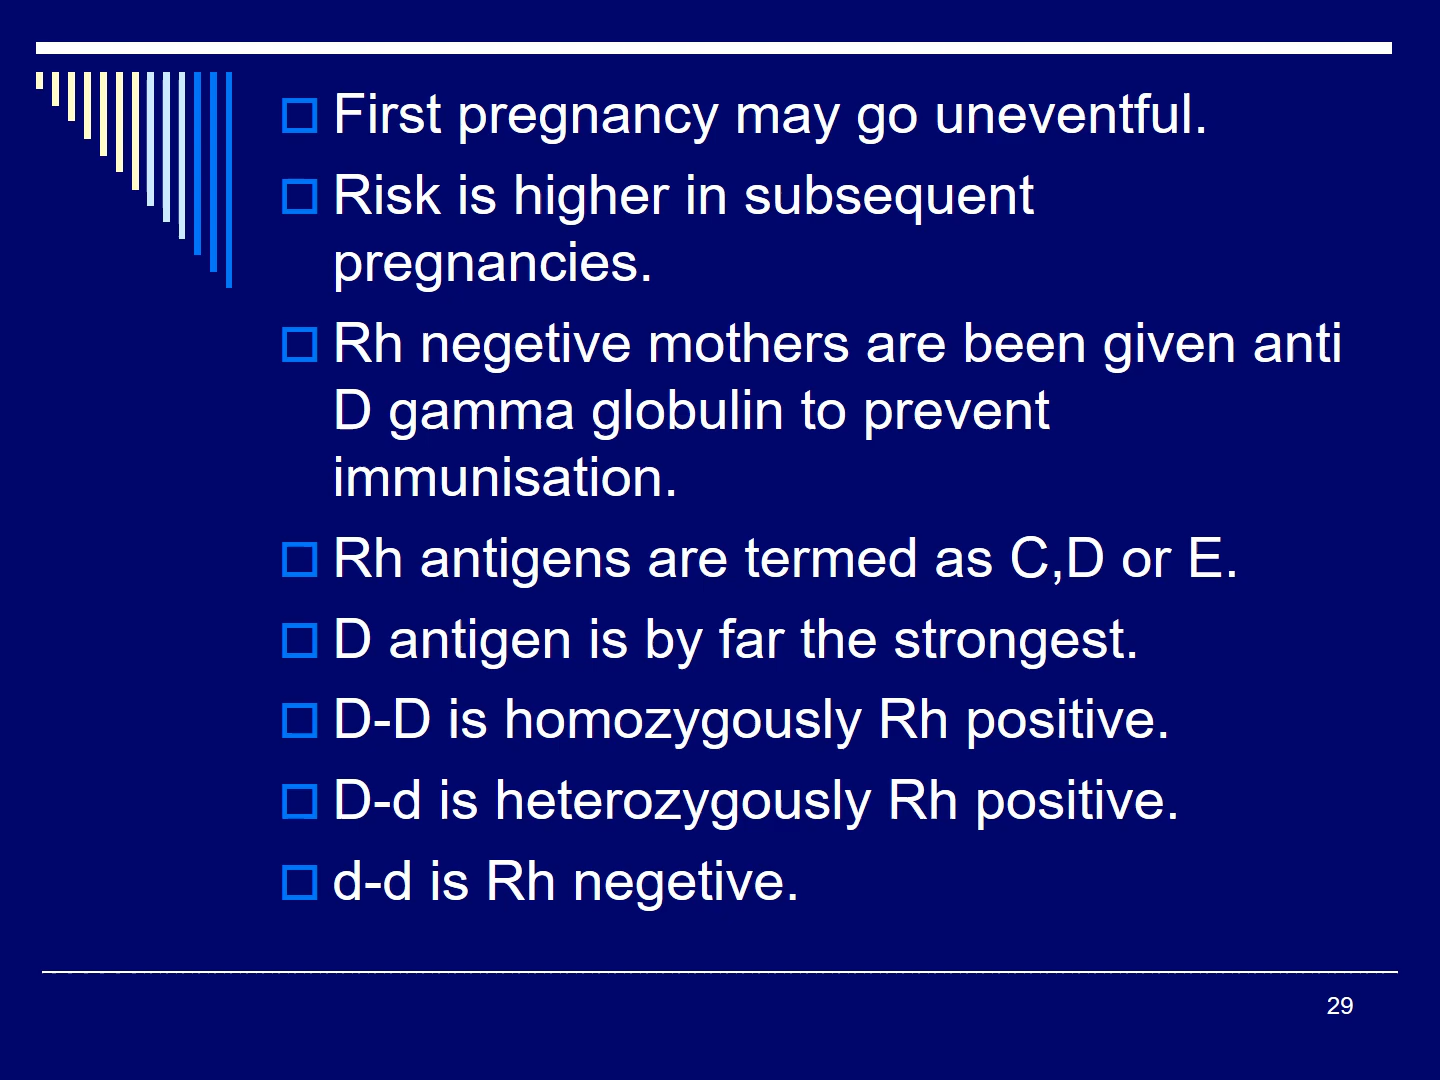 First pregnancy may go uneventful.
Risk is higher in subsequent
pregnancies.
Rh negetive mothers are been given anti
D gamma globulin to prevent
immunisation.
Rh antigens are termed as C,D or E.
D antigen is by far the strongest.
D-D is homozygously Rh positive.
D-d is heterozygously Rh positive.
d-d is Rh negetive.
29